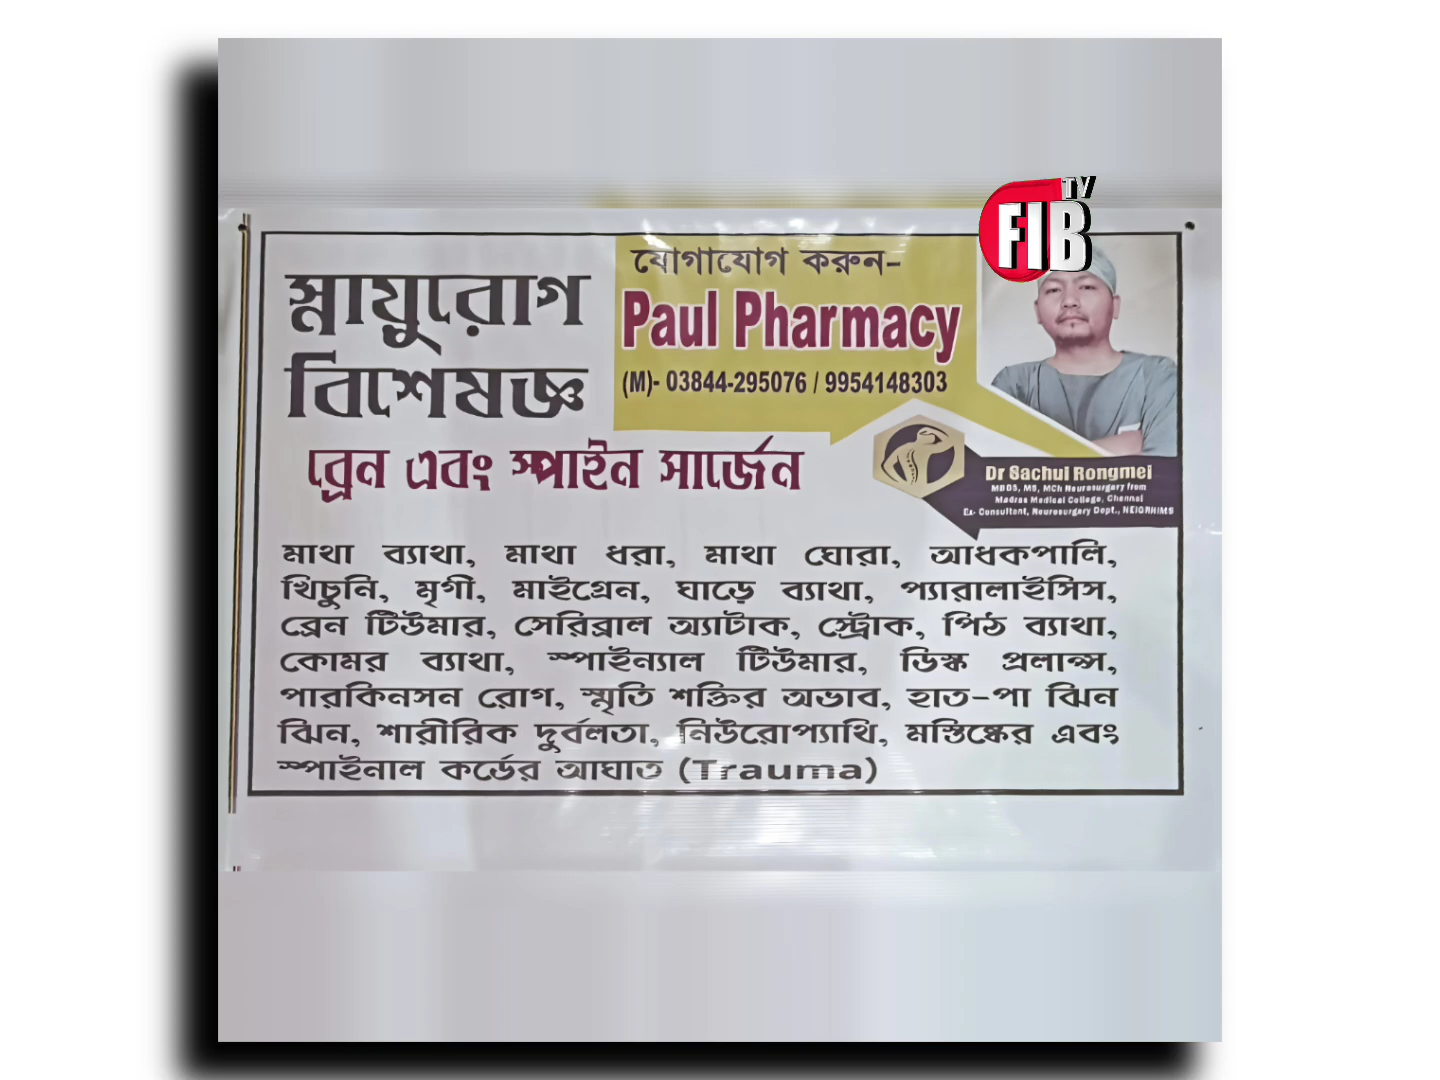 TV
FIB
স্নায়ুরোগ
বিশেষজ্ঞ
যোগাযোগ করুন-
Paul Pharmacy
(M)- 03844-295076 / 9954148303
ব্রেন এবং স্পাইন সার্জেন
Dr Sachul Rongmei
MBBS, MS, MCh Neurosurgery from
Madras Medical College, Chennai
Ex- Consultant, Neurosurgery Dept., NEIGRHIMS
মাথা ব্যাথা, মাথা ধরা, মাথা ঘোরা, আধকপালি,
খিচুনি, মৃগী, মাইগ্রেন, ঘাড়ে ব্যাথা, প্যারালাইসিস,
ব্রেন টিউমার, সেরিব্রাল অ্যাটাক, স্ট্রোক, পিঠ ব্যাথা,
কোমর ব্যাথা, স্পাইন্যাল টিউমার, ডিস্ক প্রলাপ্স,
পারকিনসন রোগ, স্মৃতি শক্তির অভাব, হাত-পা ঝিন
ঝিন, শারীরিক দুর্বলতা, নিউরোপ্যাথি, মস্তিষ্কের এবং
স্পাইনাল কর্ডের আঘাত (Trauma)